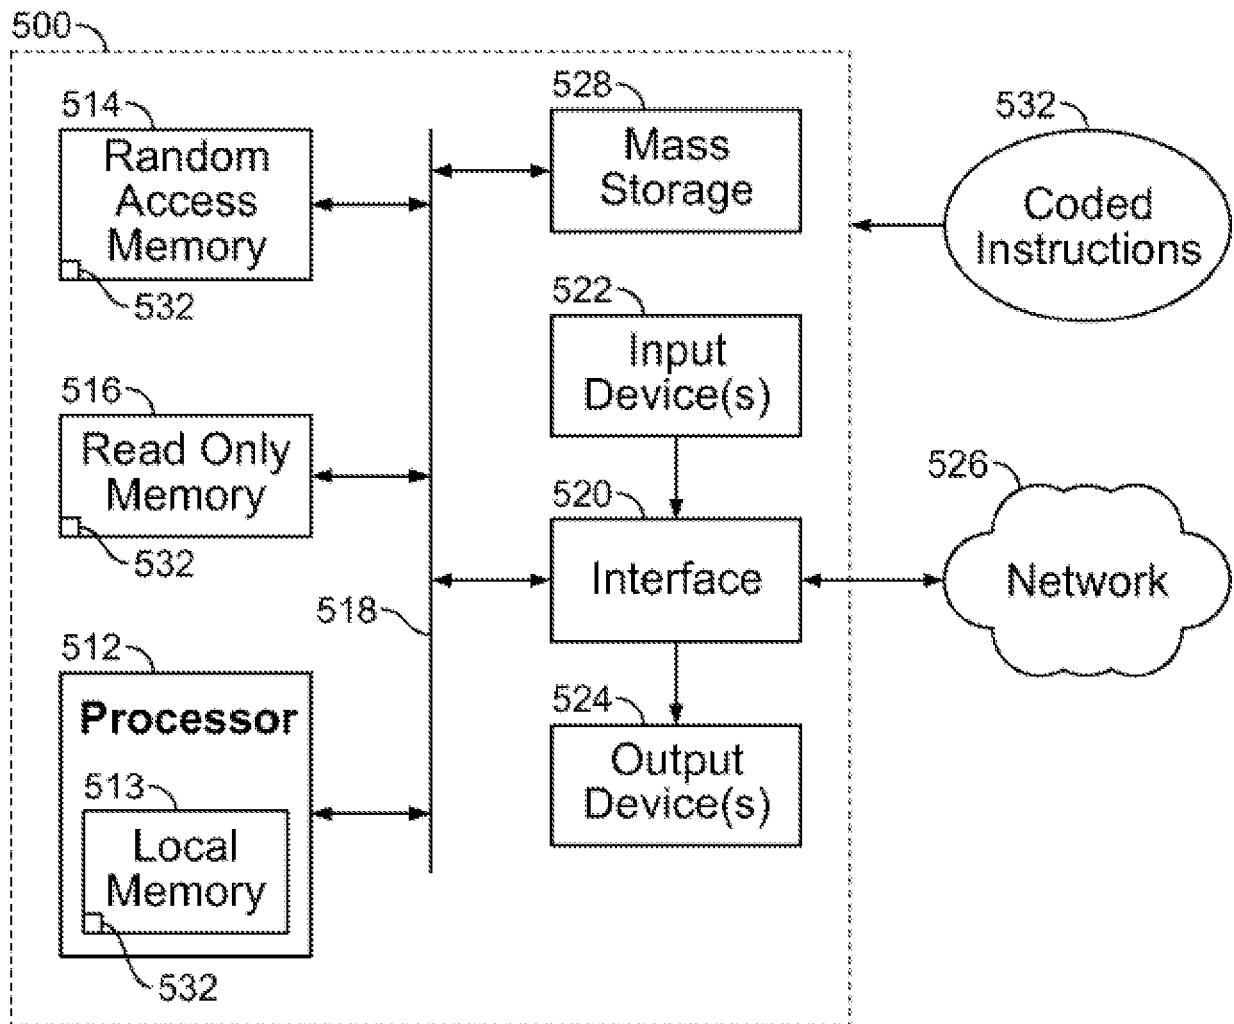 500
514
Random
Access
Memory
532
516
Read Only
Memory
532
512
Processor
513
Local
Memory
532
518
528
Mass
Storage
522
Input
Device(s)
520
Interface
524
Output
Device(s)
532
Coded
Instructions
526
Network